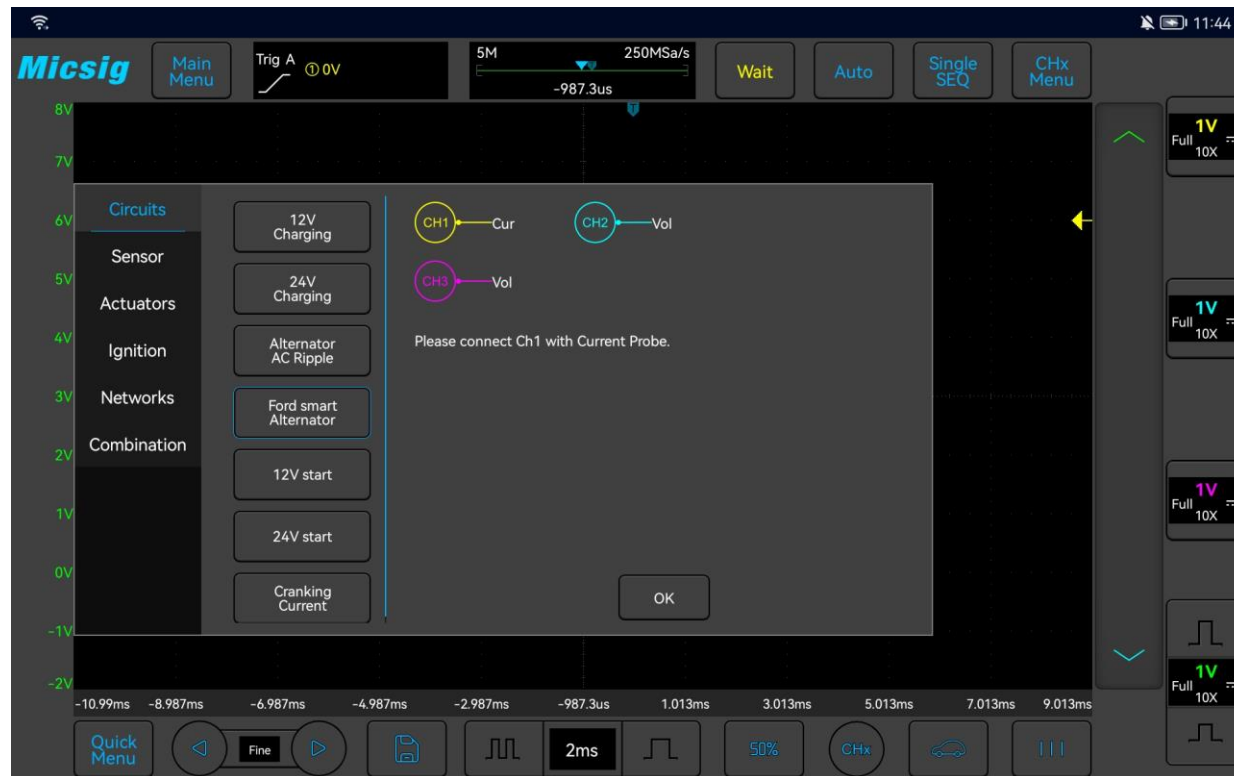 11:44
Micsig
Main
Menu
Trig A
① 0V
5M 250MSa/s
-987.3us
Wait
Auto
Single
SEQ
CHx
Menu
8V
T
7V
6V
5V
4V
3V
2V
1V
0V
-1V
-2V
Circuits
Sensor
Actuators
Ignition
Networks
Combination
12V
Charging
24V
Charging
Alternator
AC Ripple
Ford smart
Alternator
12V start
24V start
Cranking
Current
CH1 Cur CH2 Vol
CH3 Vol
Please connect Ch1 with Current Probe.
OK
1V
Full
10X
1V
Full
10X
1V
Full
10X
1V
Full
10X
-10.99ms -8.987ms -6.987ms -4.987ms -2.987ms -987.3us 1.013ms 3.013ms 5.013ms 7.013ms 9.013ms
Quick
Menu
Fine
2ms
50%
CHx